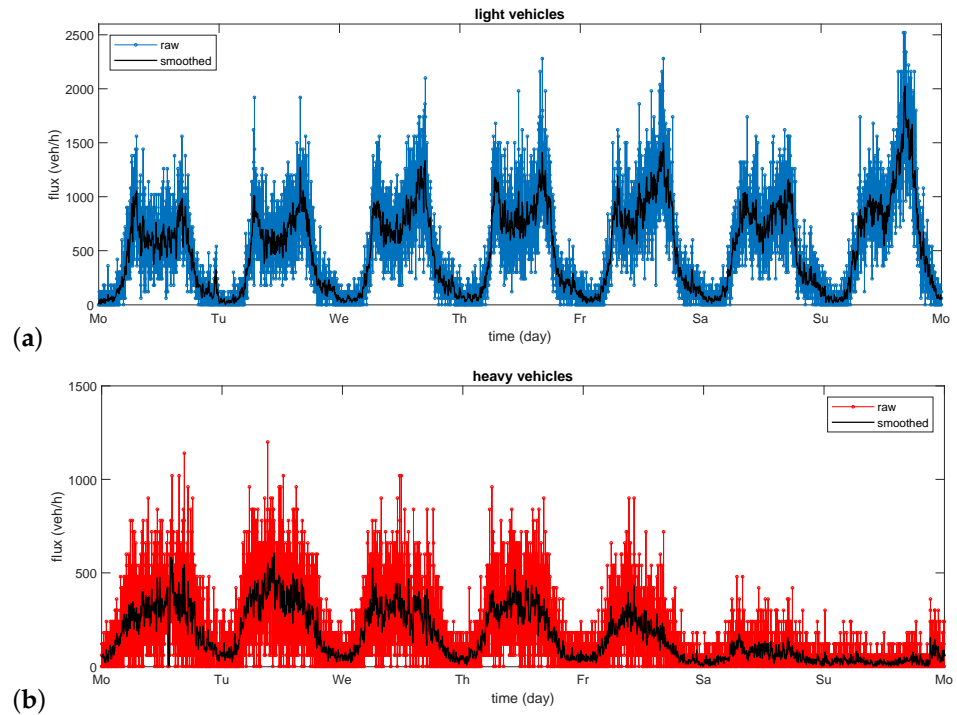 light vehicles
raw
smoothed
flux (veh/h)
2500
2000
1500
1000
500
0
Mo Tu We Th Fr Sa Su Mo
time (day)
(a)
heavy vehicles
raw
smoothed
flux (veh/h)
1500
1000
500
0
Mo Tu We Th Fr Sa Su Mo
time (day)
(b)